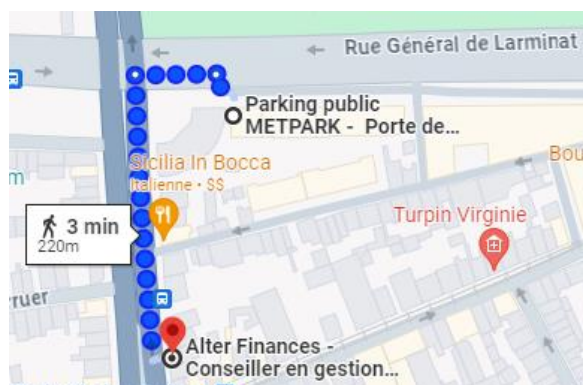 Rue Général de Larminat
Parking public
METPARK - Porte de...
Sicilia In Bocca
Italienne • $$
Bou
Turpin Virginie
3 min
220m
rruer
Alter Finances -
Conseiller en gestion...